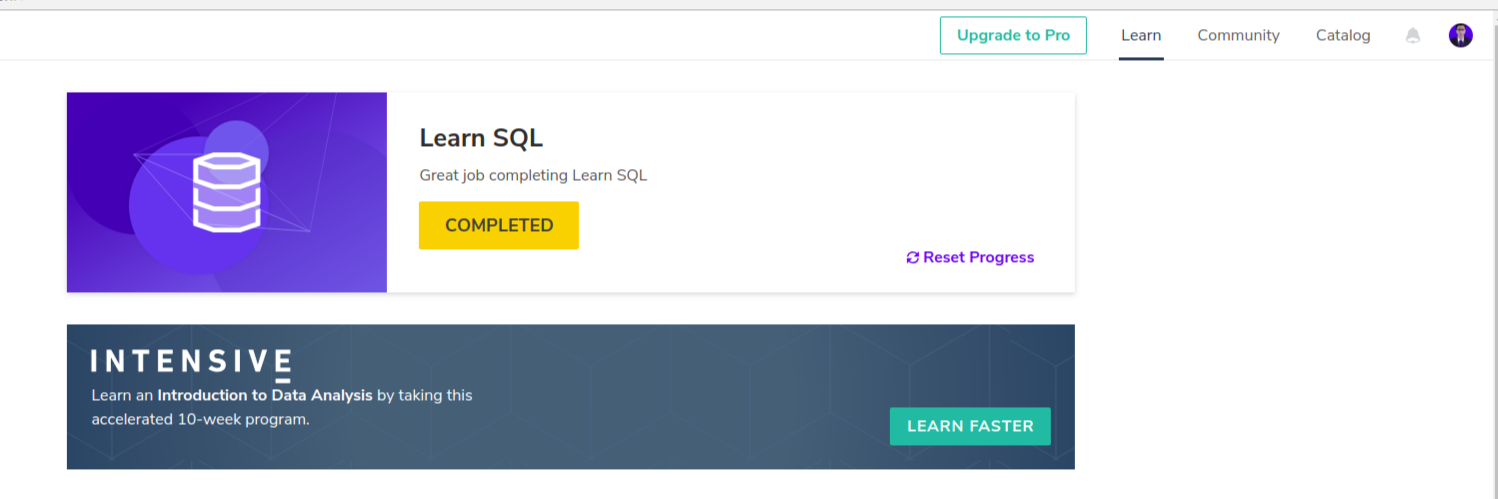 Upgrade to Pro
Learn
Community
Catalog
Learn SQL
Great job completing Learn SQL
COMPLETED
Reset Progress
INTENSIVE
Learn an Introduction to Data Analysis by taking this
accelerated 10-week program.
LEARN FASTER